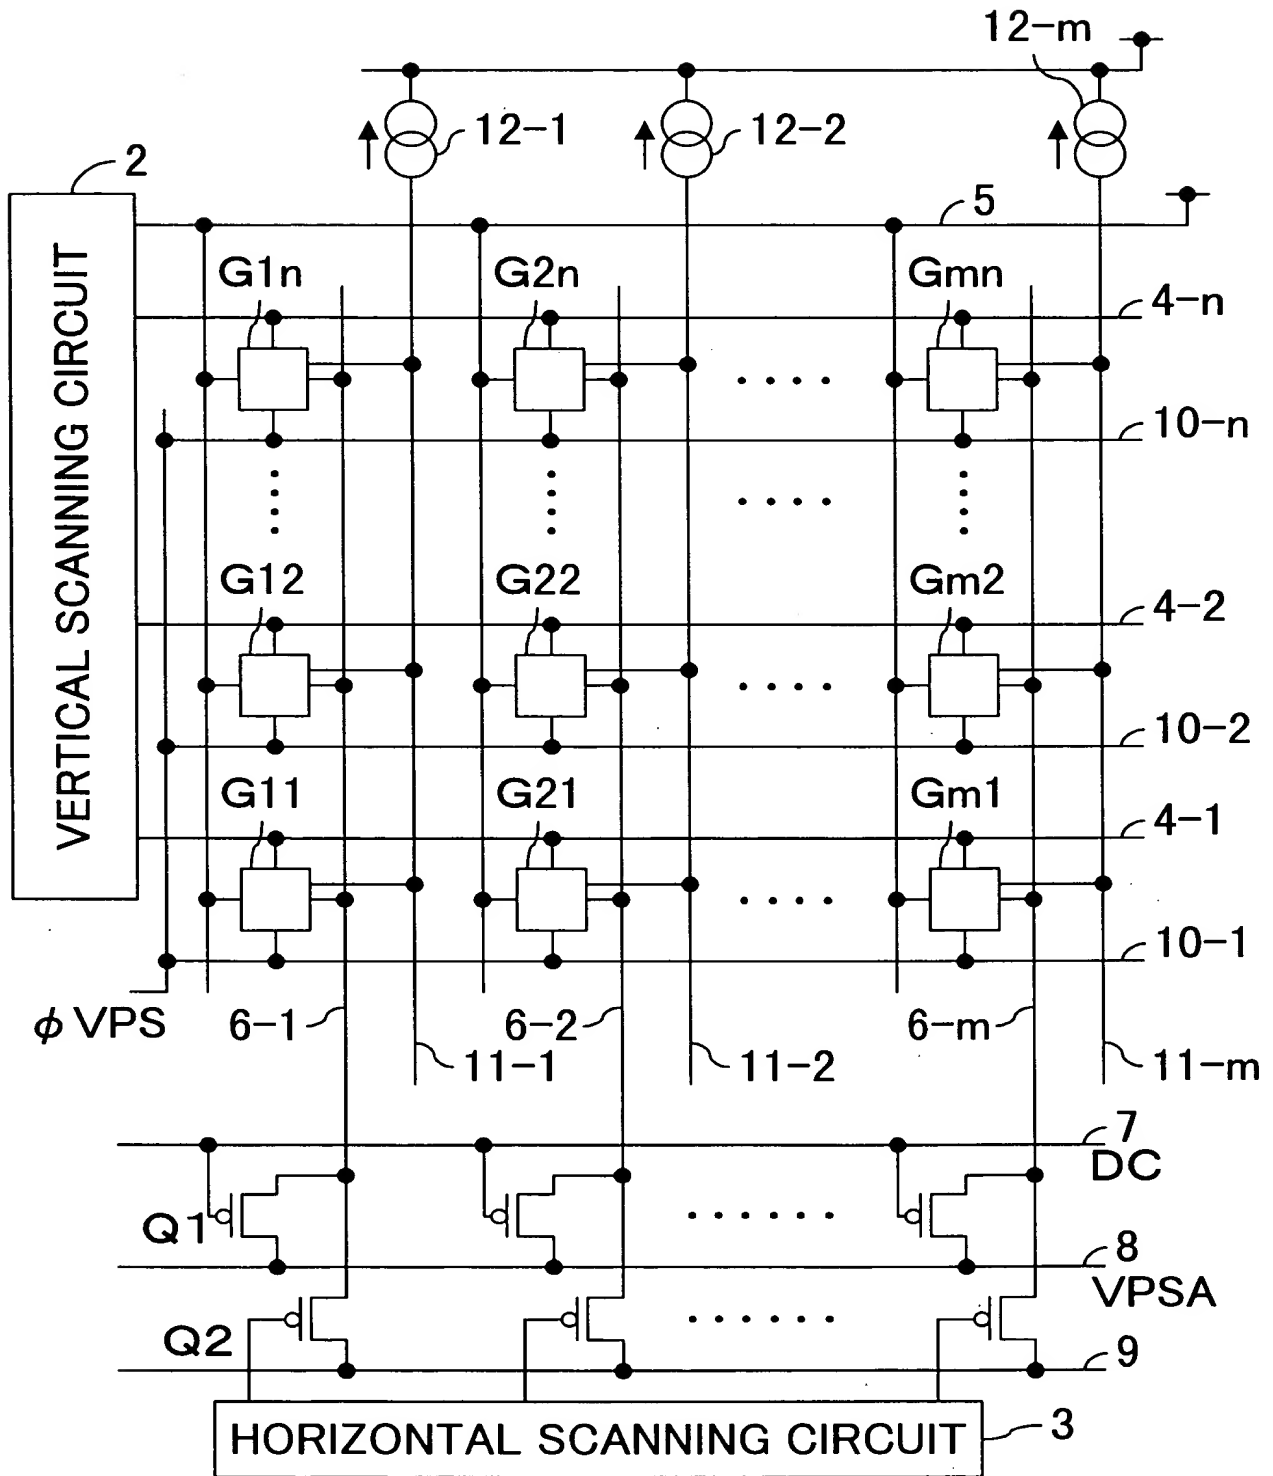 12-m
12-1
12-2
2
5
VERTICAL SCANNING CIRCUIT
G1n
G2n
Gmn
4-n
10-n
G12
G22
Gm2
4-2
10-2
G11
G21
Gm1
4-1
10-1
φVPS
6-1
6-2
6-m
11-1
11-2
11-m
7
DC
Q1
8
VPSA
Q2
9
HORIZONTAL SCANNING CIRCUIT
3